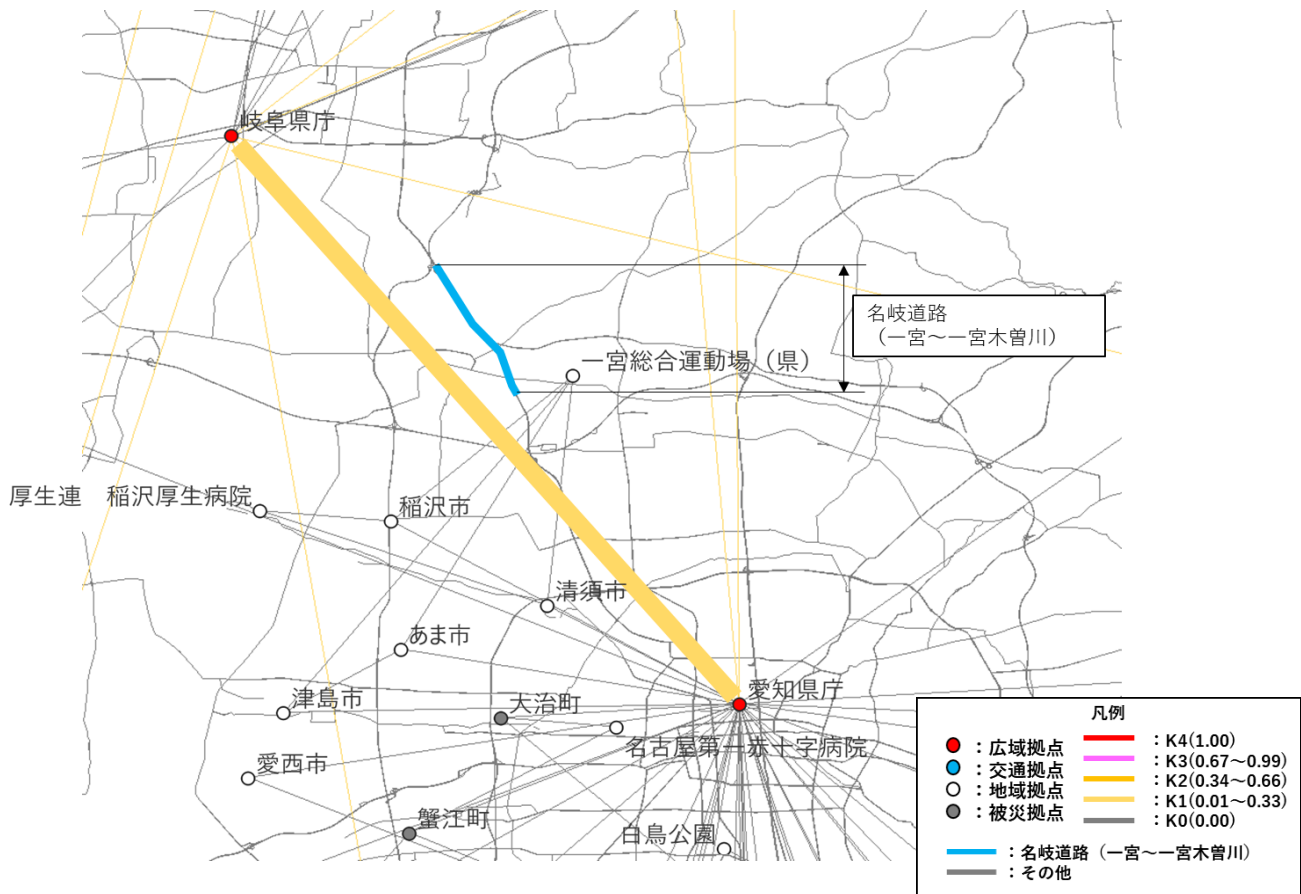 岐阜県庁
名岐道路
（一宮～一宮木曽川）
一宮総合運動場（県）
厚生連　稲沢厚生病院
稲沢市
清須市
あま市
愛知県庁
津島市
大治町
名古屋第一赤十字病院
愛西市
蟹江町
白鳥公園
凡例
：広域拠点
：交通拠点
：地域拠点
：被災拠点
：K4(1.00)
：K3(0.67～0.99)
：K2(0.34～0.66)
：K1(0.01～0.33)
：K0(0.00)
：名岐道路（一宮～一宮木曽川）
：その他